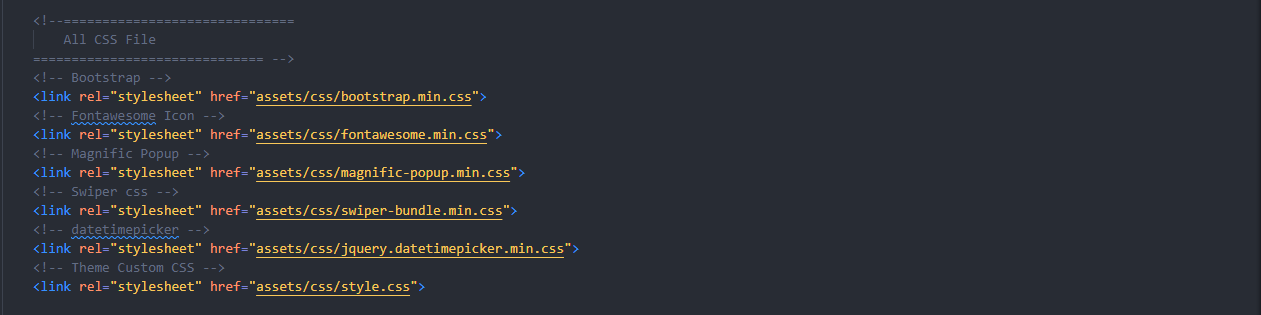 <!--==============================
All CSS File
============================== -->
<!-- Bootstrap -->
<link rel="stylesheet" href="assets/css/bootstrap.min.css">
<!-- Fontawesome Icon -->
<link rel="stylesheet" href="assets/css/fontawesome.min.css">
<!-- Magnific Popup -->
<link rel="stylesheet" href="assets/css/magnific-popup.min.css">
<!-- Swiper css -->
<link rel="stylesheet" href="assets/css/swiper-bundle.min.css">
<!-- datetimepicker -->
<link rel="stylesheet" href="assets/css/jquery.datetimepicker.min.css">
<!-- Theme Custom CSS -->
<link rel="stylesheet" href="assets/css/style.css">